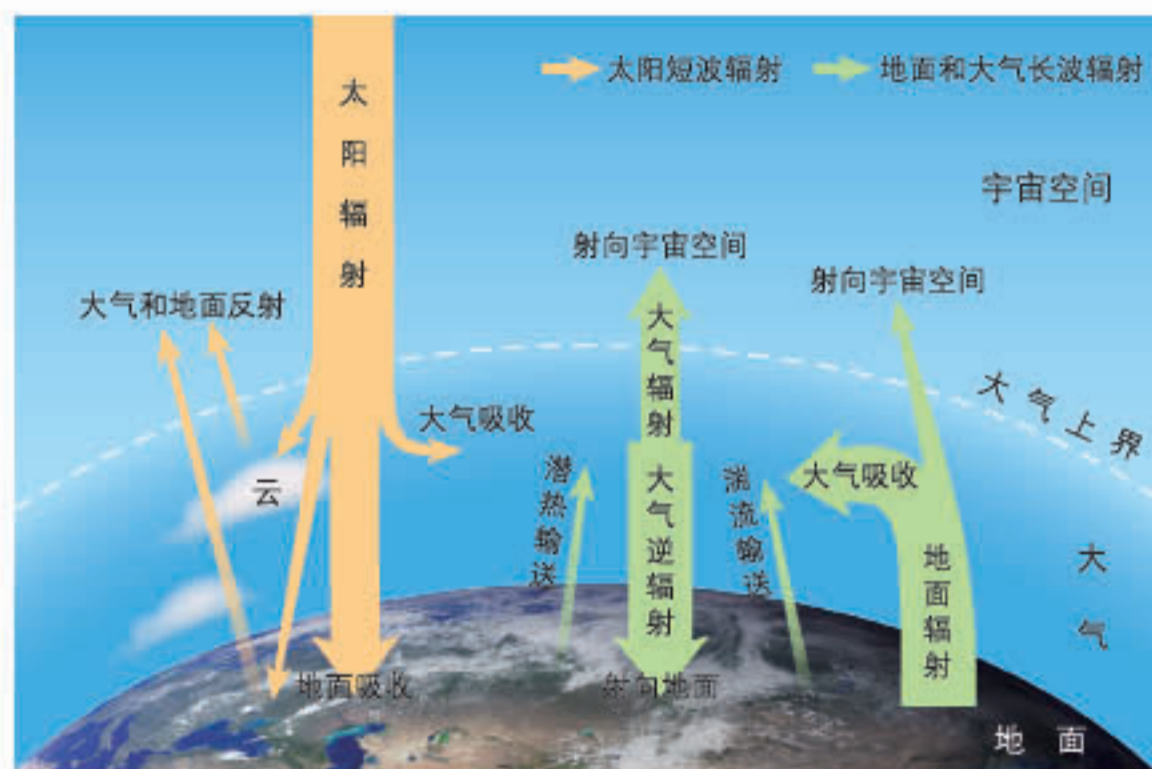 太阳短波辐射
地面和大气长波辐射
太阳辐射
宇宙空间
射向宇宙空间
射向宇宙空间
大气和地面反射
大气辐射
大气上界
大气吸收
云
潜热输送
大气逆辐射
湍流输送
大气吸收
地面辐射
大气
地面吸收
射向地面
地面